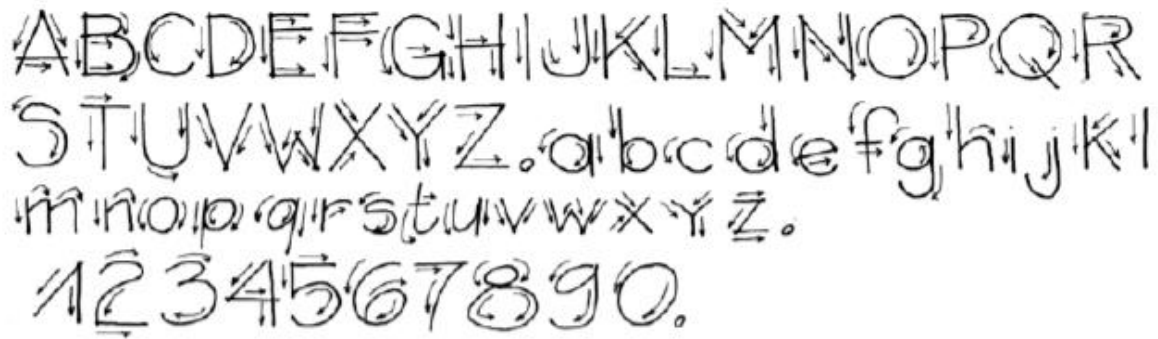 ABCDEFGHIJKLMNOPQR
STUVWXYZ.abcdefghijkl
mnopqrstuvwxyz.
1234567890.